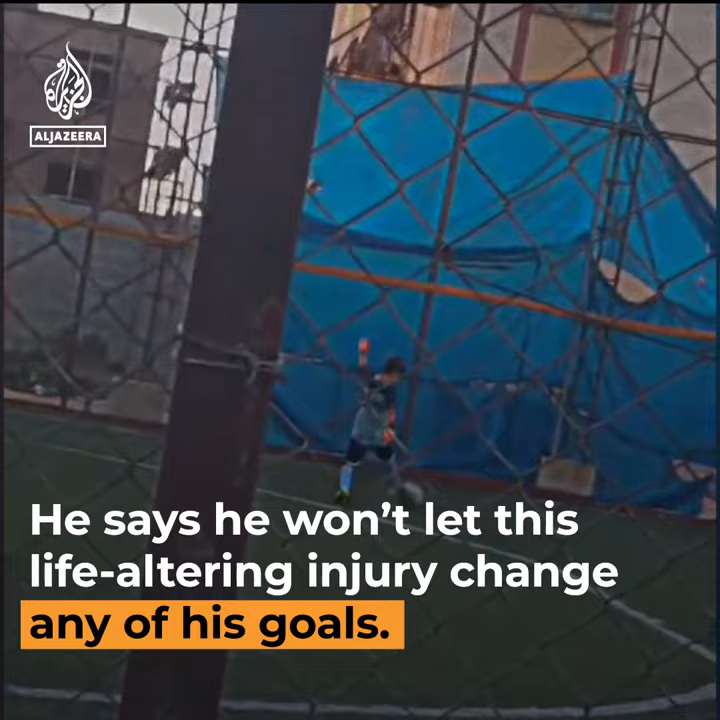 ALJAZEERA
He says he won’t let this
life-altering injury change
any of his goals.